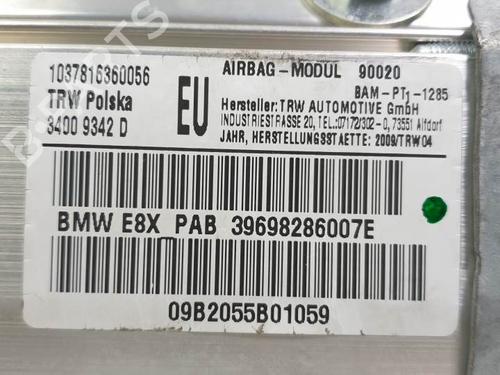 1037816360056
TRW Polska
3400 9342 D
EU
AIRBAG-MODUL 90020
BAM-PT1-1285
Hersteller: TRW AUTOMOTIVE GmbH
INDUSTRIESTRASSE 20, TEL.:07172/302-0, 73551 Alfdorf
JAHR, HERSTELLUNGSSTAETTE: 2009/TRW04
BMW E8X PAB 39698286007E
09B2055B01059